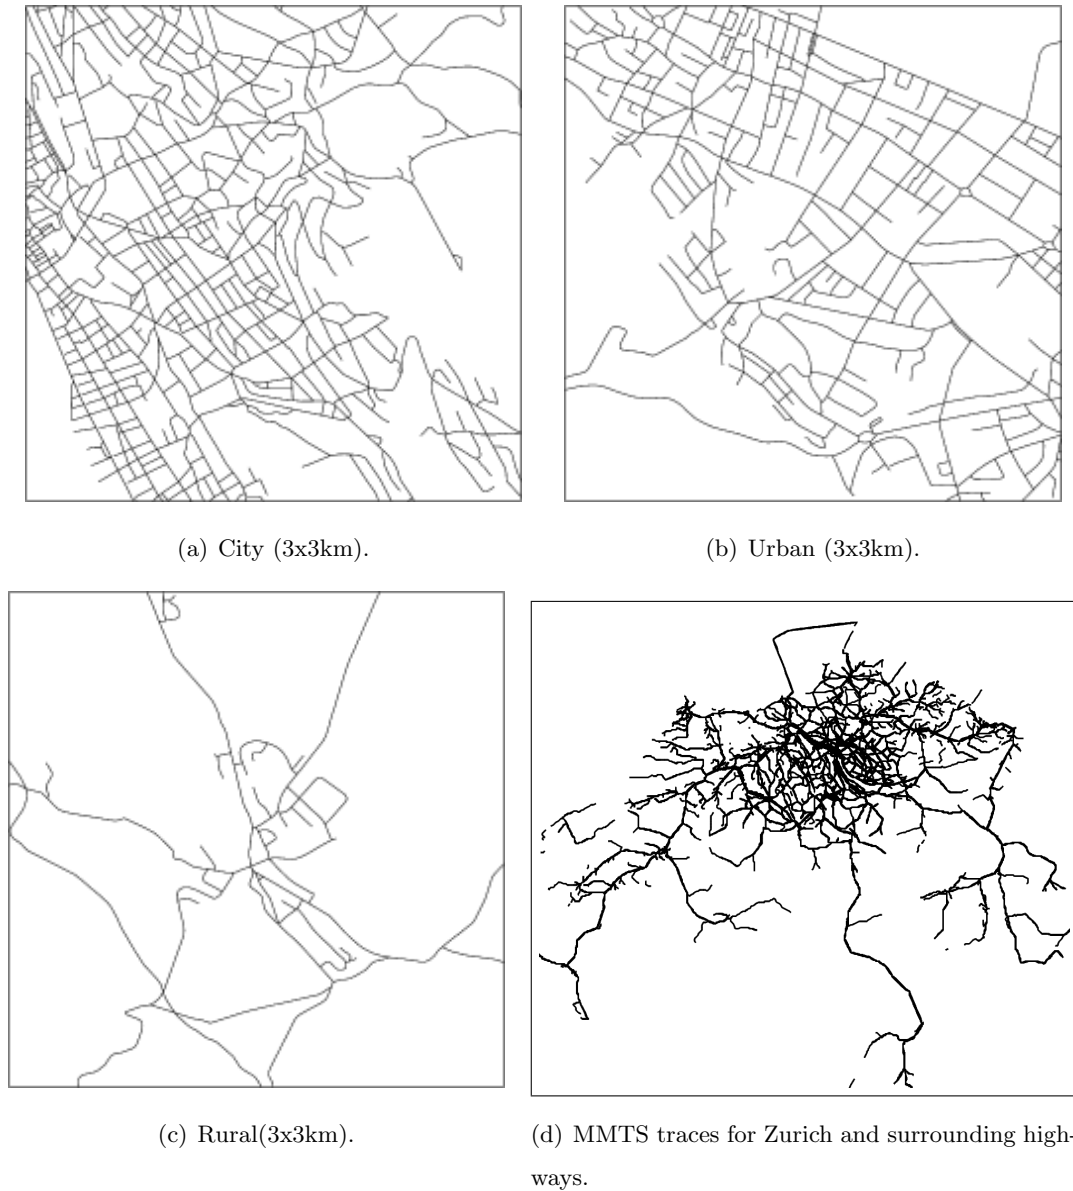 (a) City (3x3km).
(b) Urban (3x3km).
(c) Rural(3x3km).
(d) MMTS traces for Zurich and surrounding high-
ways.